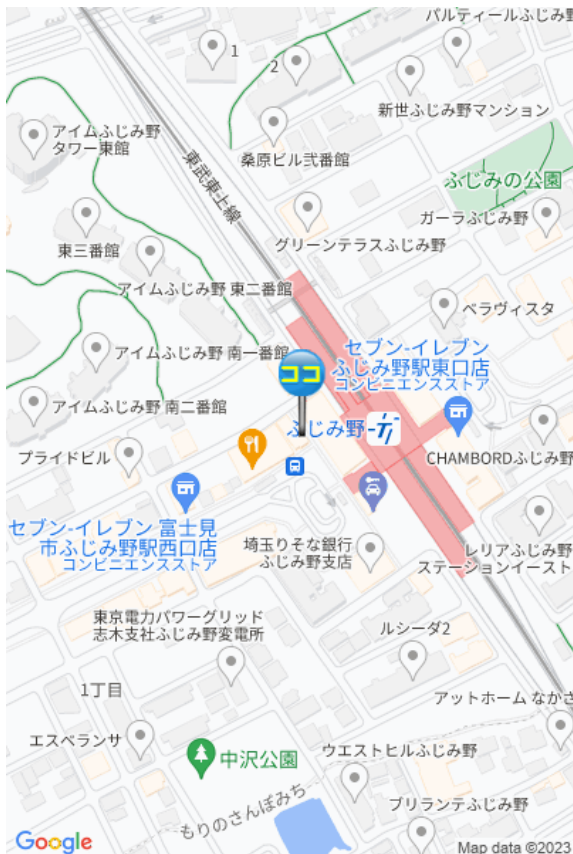 パルティールふじみ野
1
2
新世ふじみ野マンション
アイムふじみ野
タワー東館
桑原ビル弐番館
東武東上線
ふじみの公園
ガーラふじみ野
グリーンテラスふじみ野
東三番館
アイムふじみ野 東二番館
ベラヴィスタ
アイムふじみ野 南一番館
セブン-イレブン
ふじみ野駅東口店
コンビニエンスストア
ココ
アイムふじみ野 南二番館
ふじみ野
プライドビル
CHAMBORDふじみ野
セブン-イレブン 富士見
市ふじみ野駅西口店
コンビニエンスストア
埼玉りそな銀行
ふじみ野支店
レリアふじみ野
ステーションイースト
東京電力パワーグリッド
志木支社ふじみ野変電所
ルシーダ2
1丁目
アットホーム なかさ
エスペランサ
中沢公園
ウエストヒルふじみ野
もりのさんぽみち
ブリランテふじみ野
Google
Map data ©2023